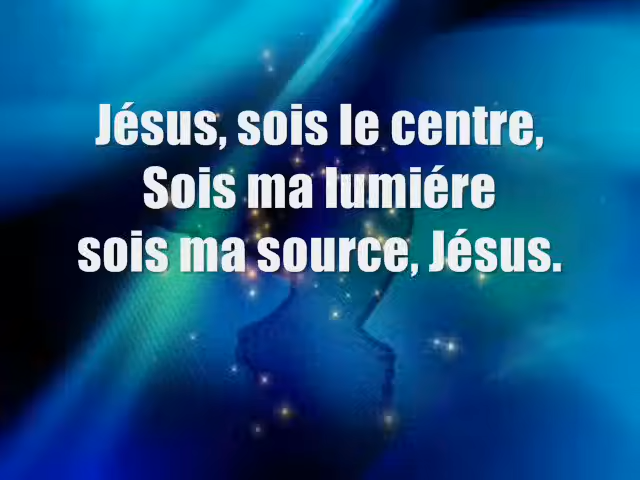 Jésus, sois le centre,
Sois ma lumiére
sois ma source, Jésus.